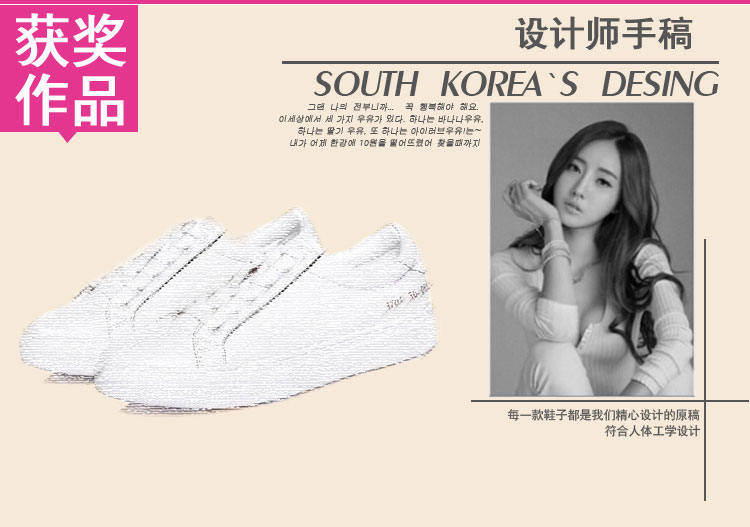 获奖
作品
设计师手稿
SOUTH KOREA`S DESING
그댄 나의 전부니까... 꼭 행복해야 해요.
이세상에서 세 가지 우유가 있다. 하나는 바나나우유,
하나는 딸기 우유, 또 하나는 아이러브우유!는~
내가 어제 한강에 10원을 떨어뜨렸어 찾을때까지
每一款鞋子都是我们精心设计的原稿
符合人体工学设计